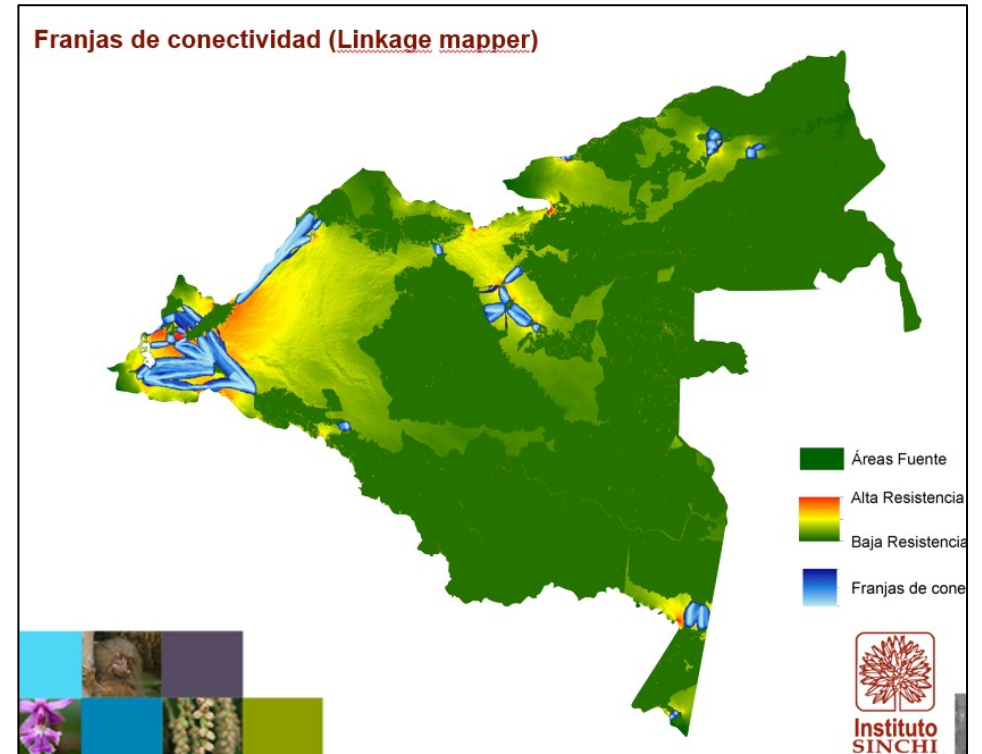 Franjas de conectividad (Linkage mapper)
Áreas Fuente
Alta Resistencia
Baja Resistencia
Franjas de cone
Instituto
SINCHI